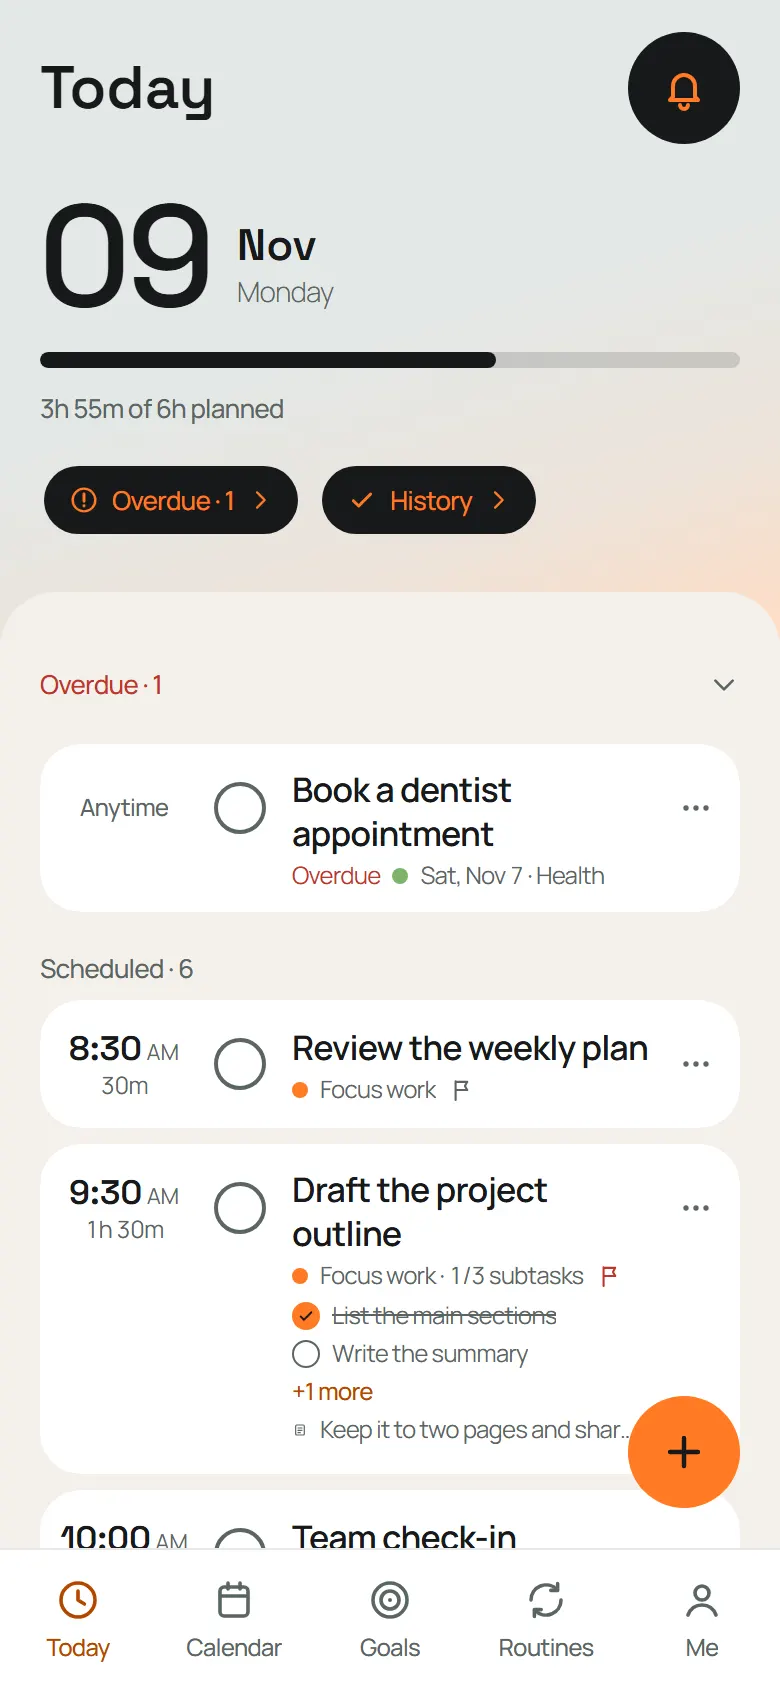 Today
09
Nov
Monday
3h 55m of 6h planned
Overdue · 1
History
Overdue · 1
Anytime
Book a dentist
appointment
Overdue
Sat, Nov 7 · Health
Scheduled · 6
8:30 AM
30m
Review the weekly plan
Focus work
9:30 AM
1h 30m
Draft the project
outline
Focus work · 1/3 subtasks
List the main sections
Write the summary
+1 more
Keep it to two pages and shar...
10:00 AM
Team check-in
Today
Calendar
Goals
Routines
Me